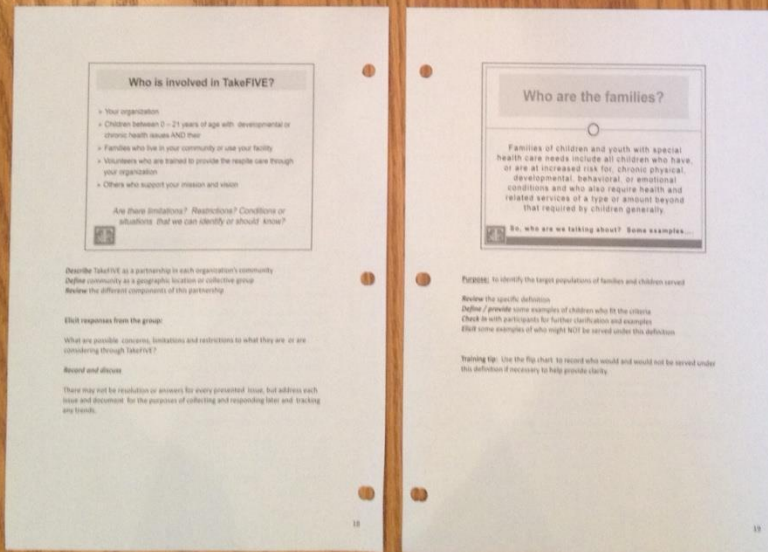 Who is involved in TakeFIVE?
Your organization
Children between 0 – 21 years of age with developmental or
chronic health issues AND their
Families who live in your community or use your facility
Volunteers who are trained to provide the respite care through
your organization
Others who support your mission and vision
Are there limitations? Restrictions? Conditions or
situations that we can identify or should know?
Describe TakeFIVE as a partnership in each organization's community
Define community as a geographic location or collective group
Review the different components of this partnership
Elicit responses from the group:
What are possible concerns, limitations and restrictions to what they are or are
considering through TakeFIVE?
Record and discuss
There may not be resolution or answers for every presented issue, but address each
issue and document for the purposes of collecting and responding later and tracking
any trends.
18
Who are the families?
Families of children and youth with special
health care needs include all children who have,
or are at increased risk for, chronic physical,
developmental, behavioral, or emotional
conditions and who also require health and
related services of a type or amount beyond
that required by children generally.
So, who are we talking about? Some examples...
Purpose: to identify the target populations of families and children served
Review the specific definition
Define / provide some examples of children who fit the criteria
Check in with participants for further clarification and examples
Elicit some examples of who might NOT be served under this definition
Training tip: Use the flip chart to record who would and would not be served under
this definition if necessary to help provide clarity.
19